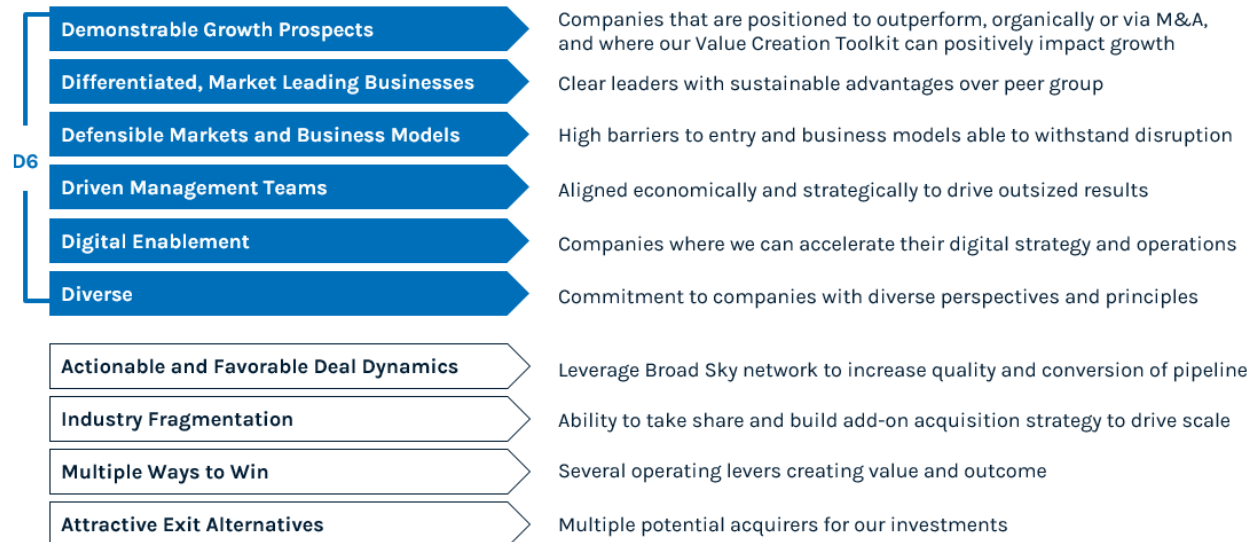 Demonstrable Growth Prospects
Companies that are positioned to outperform, organically or via M&A,
and where our Value Creation Toolkit can positively impact growth
Differentiated, Market Leading Businesses
Clear leaders with sustainable advantages over peer group
Defensible Markets and Business Models
High barriers to entry and business models able to withstand disruption
D6
Driven Management Teams
Aligned economically and strategically to drive outsized results
Digital Enablement
Companies where we can accelerate their digital strategy and operations
Diverse
Commitment to companies with diverse perspectives and principles
Actionable and Favorable Deal Dynamics
Leverage Broad Sky network to increase quality and conversion of pipeline
Industry Fragmentation
Ability to take share and build add-on acquisition strategy to drive scale
Multiple Ways to Win
Several operating levers creating value and outcome
Attractive Exit Alternatives
Multiple potential acquirers for our investments